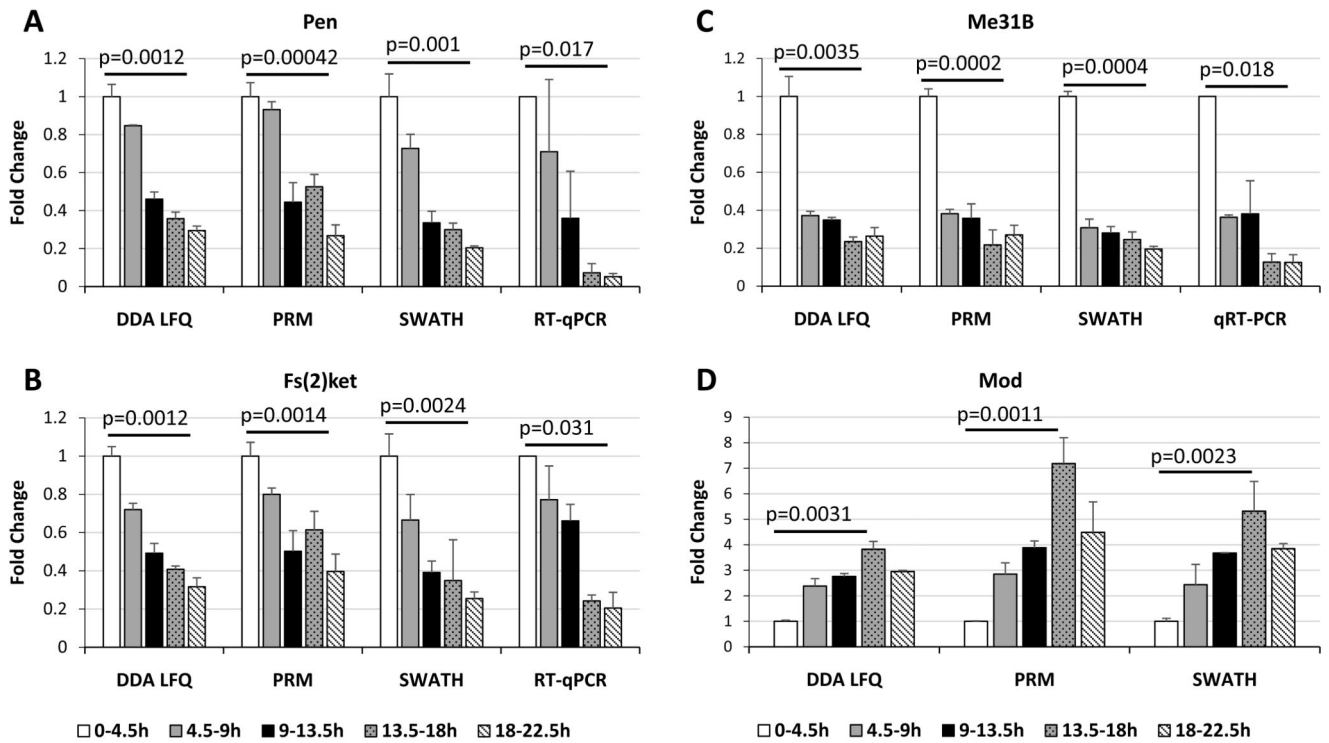 A
Pen
p=0.0012
p=0.00042
p=0.001
p=0.017
1.2
1
0.8
0.6
0.4
0.2
0
Fold Change
DDA LFQ
PRM
SWATH
RT-qPCR
C
Me31B
p=0.0035
p=0.0002
p=0.0004
p=0.018
1.2
1
0.8
0.6
0.4
0.2
0
Fold Change
DDA LFQ
PRM
SWATH
qRT-PCR
B
Fs(2)ket
p=0.0012
p=0.0014
p=0.0024
p=0.031
1.2
1
0.8
0.6
0.4
0.2
0
Fold Change
DDA LFQ
PRM
SWATH
RT-qPCR
0-4.5h
4.5-9h
9-13.5h
13.5-18h
18-22.5h
D
Mod
p=0.0031
p=0.0011
p=0.0023
9
8
7
6
5
4
3
2
1
0
Fold Change
DDA LFQ
PRM
SWATH
0-4.5h
4.5-9h
9-13.5h
13.5-18h
18-22.5h